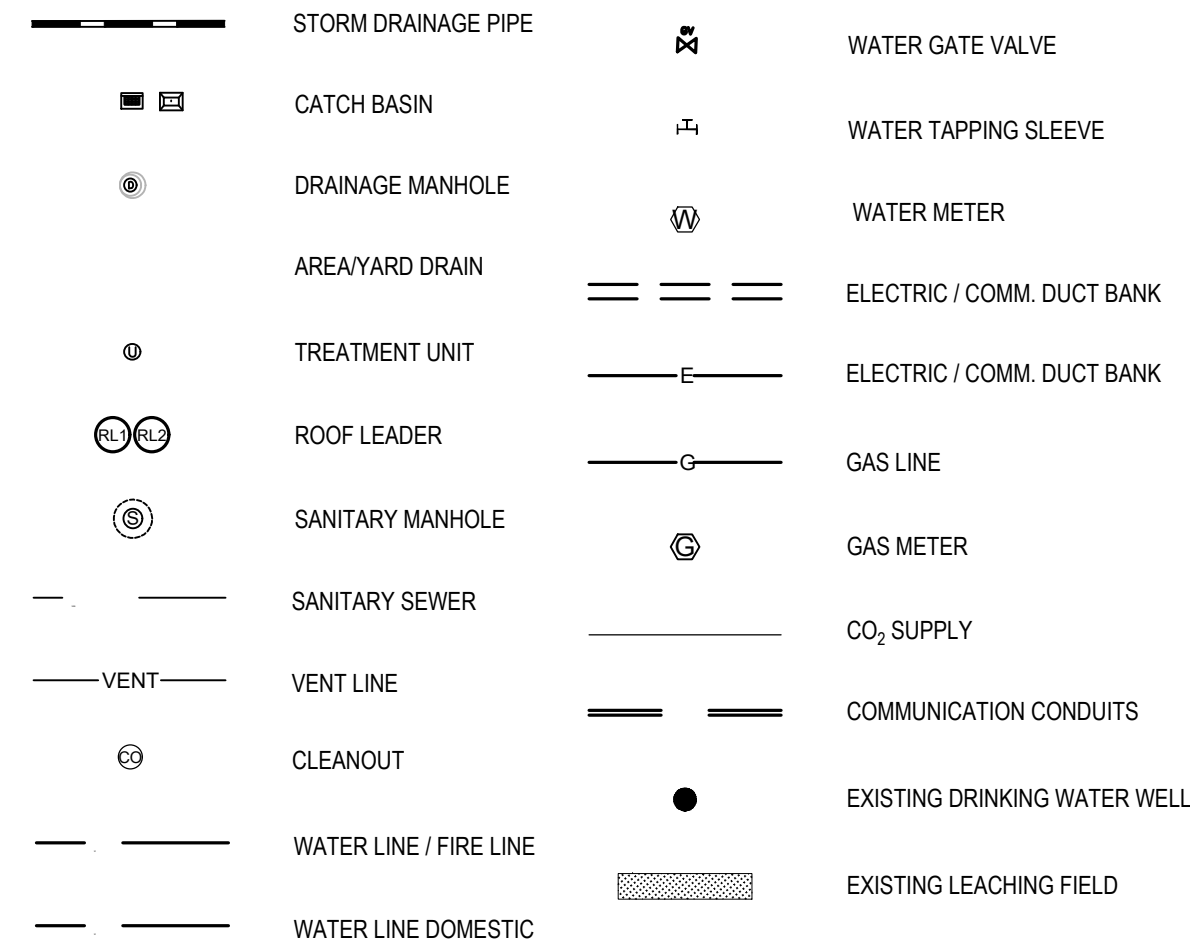 STORM DRAINAGE PIPE
CATCH BASIN
D DRAINAGE MANHOLE
AREA/YARD DRAIN
U TREATMENT UNIT
RL1 RL2 ROOF LEADER
S SANITARY MANHOLE
SANITARY SEWER
VENT VENT LINE
CO CLEANOUT
WATER LINE / FIRE LINE
WATER LINE DOMESTIC
GV
WATER GATE VALVE
T WATER TAPPING SLEEVE
W WATER METER
ELECTRIC / COMM. DUCT BANK
E ELECTRIC / COMM. DUCT BANK
G GAS LINE
G GAS METER
CO₂ SUPPLY
COMMUNICATION CONDUITS
EXISTING DRINKING WATER WELL
EXISTING LEACHING FIELD